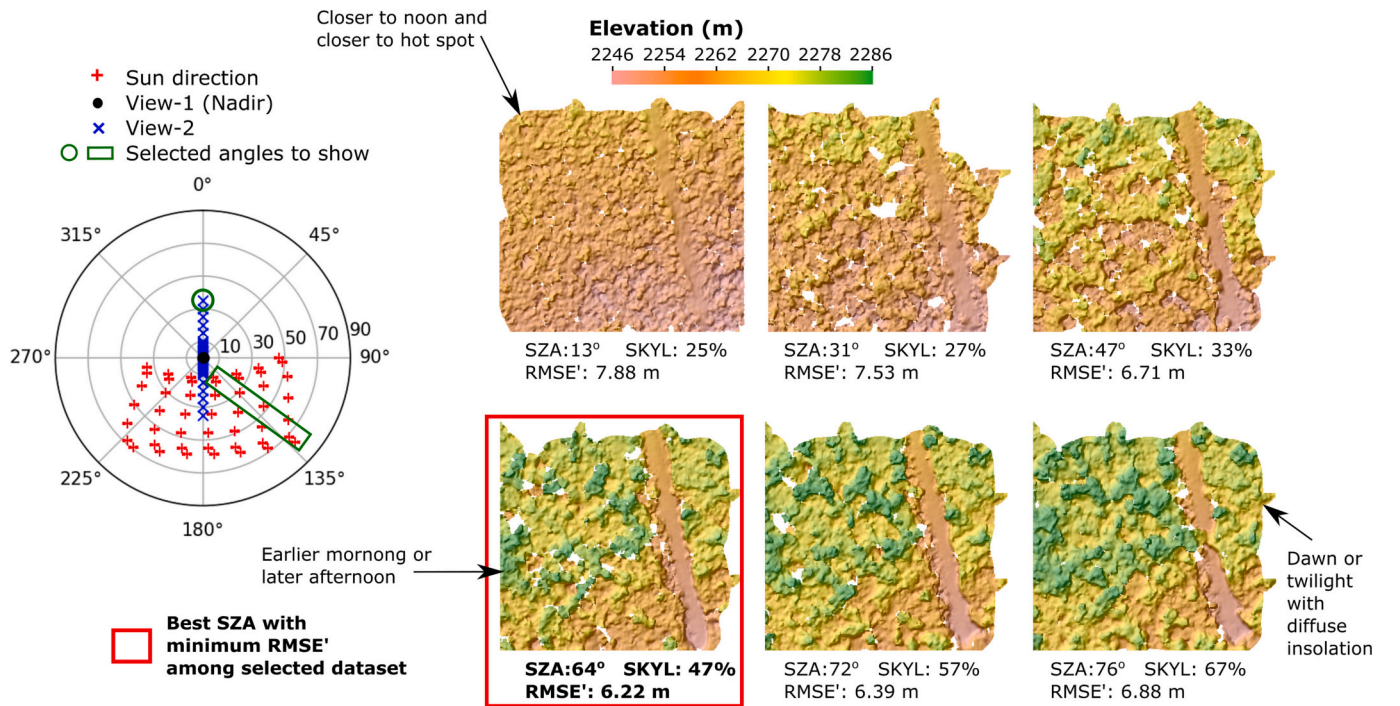 Closer to noon and
closer to hot spot
Elevation (m)
2246 2254 2262 2270 2278 2286
Sun direction
View-1 (Nadir)
View-2
Selected angles to show
0°
315° 45°
270° 10 30 50 70 90 90°
225° 135°
180°
SZA:13° SKYL: 25%
RMSE': 7.88 m
SZA:31° SKYL: 27%
RMSE': 7.53 m
SZA:47° SKYL: 33%
RMSE': 6.71 m
Earlier mornong or
later afternoon
Best SZA with
minimum RMSE'
among selected dataset
SZA:64° SKYL: 47%
RMSE': 6.22 m
SZA:72° SKYL: 57%
RMSE': 6.39 m
SZA:76° SKYL: 67%
RMSE': 6.88 m
Dawn or
twilight
with
diffuse
insolation